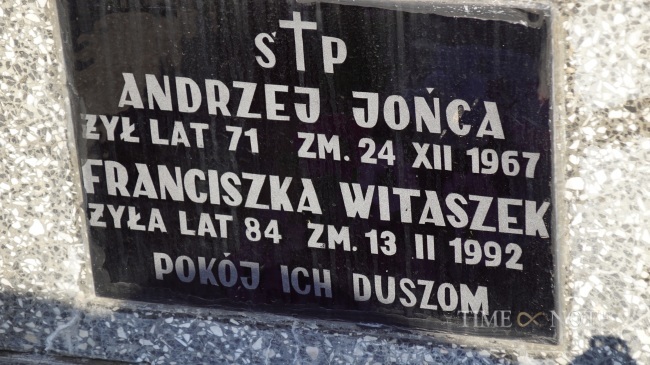 S † P
ANDRZEJ JOŃCA
ŻYŁ LAT 71 ZM. 24 XII 1967
FRANCISZKA WITASZEK
ŻYŁA LAT 84 ZM. 13 II 1992
POKÓJ ICH DUSZOM
TIME ∞